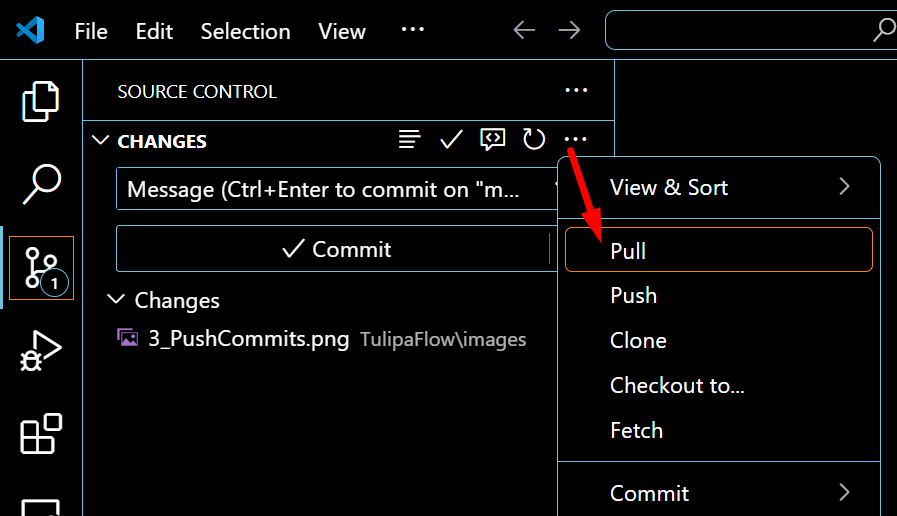 File Edit Selection View ...
SOURCE CONTROL ...
CHANGES ...
Message (Ctrl+Enter to commit on "m...
Commit
Changes
3_PushCommits.png TulipaFlow\images
1
View & Sort
Pull
Push
Clone
Checkout to...
Fetch
Commit